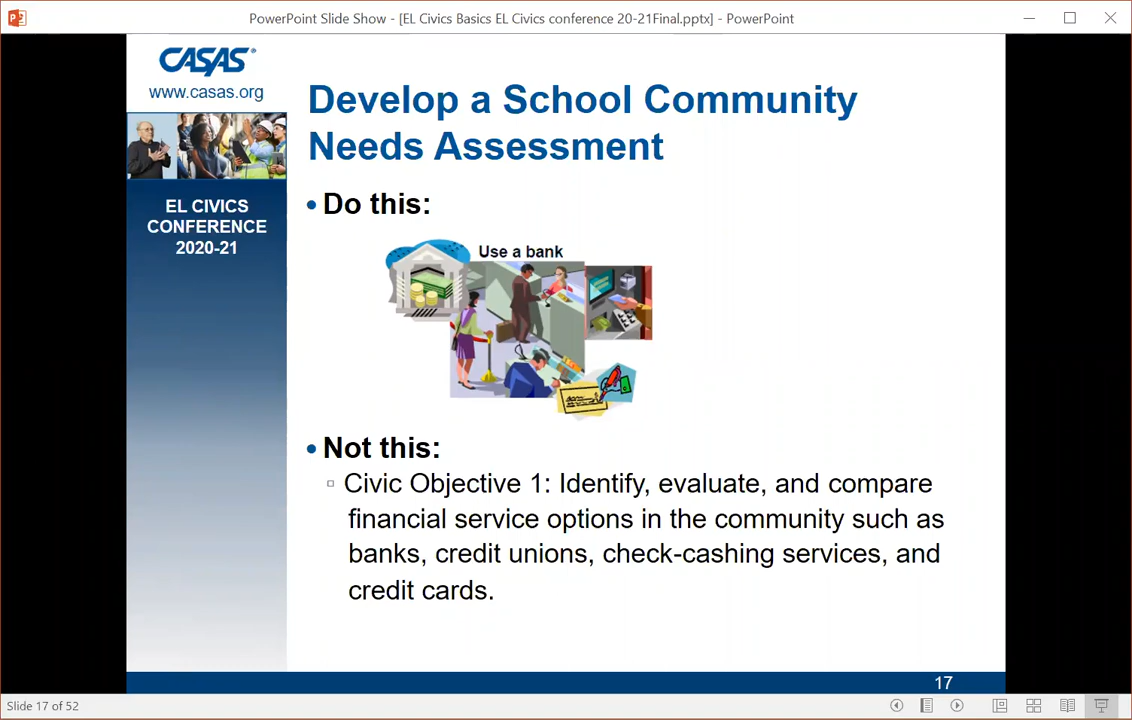 PowerPoint Slide Show - [EL Civics Basics EL Civics conference 20-21Final.pptx] - PowerPoint
CASAS®
www.casas.org
EL CIVICS
CONFERENCE
2020-21
Develop a School Community
Needs Assessment
• Do this:
Use a bank
• Not this:
Civic Objective 1: Identify, evaluate, and compare
financial service options in the community such as
banks, credit unions, check-cashing services, and
credit cards.
17
Slide 17 of 52